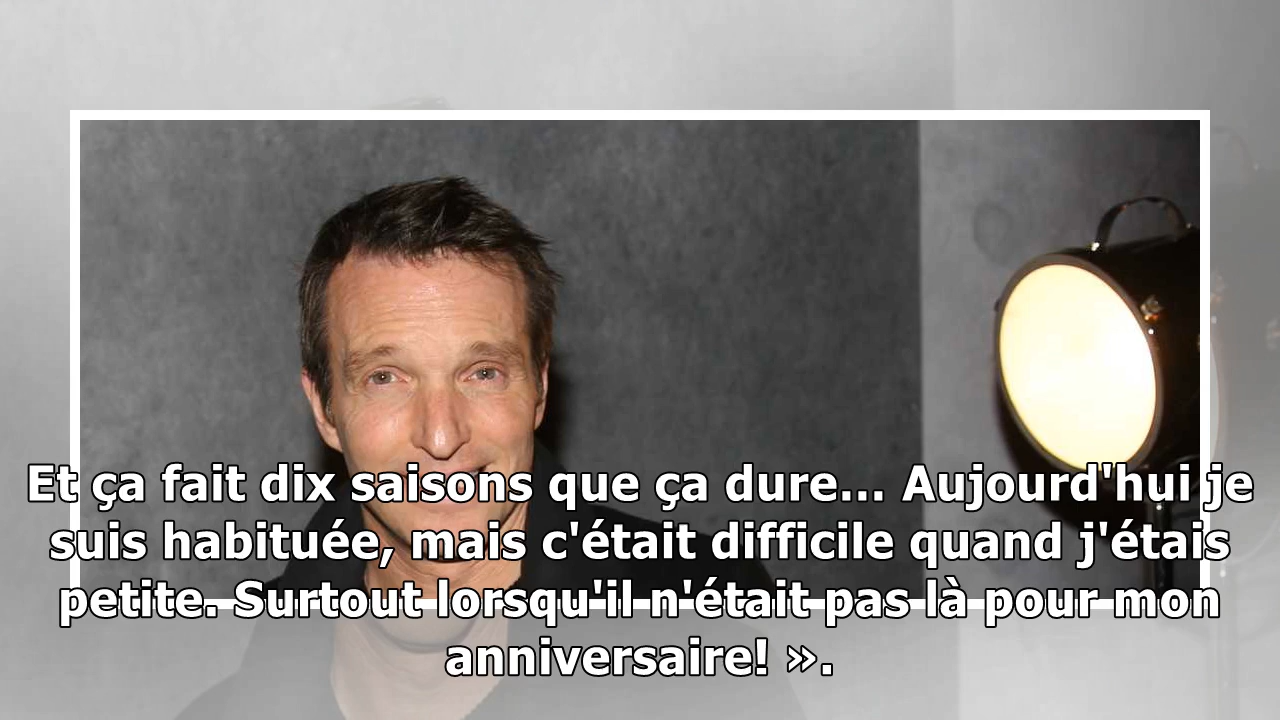 Et ça fait dix saisons que ça dure... Aujourd'hui je
suis habituée, mais c'était difficile quand j'étais
petite. Surtout lorsqu'il n'était pas là pour mon
anniversaire! ».